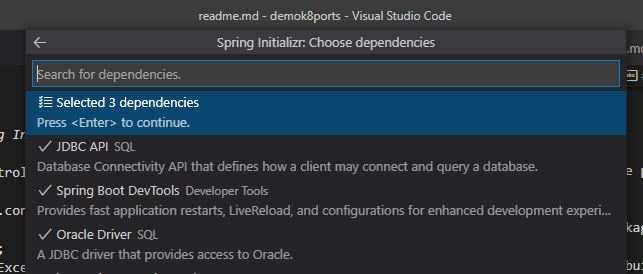 readme.md - demok8ports - Visual Studio Code
Spring Initializr: Choose dependencies
Search for dependencies.
Selected 3 dependencies
Press <Enter> to continue.
JDBC API SQL
Database Connectivity API that defines how a client may connect and query a database.
Spring Boot DevTools Developer Tools
Provides fast application restarts, LiveReload, and configurations for enhanced development experi...
Oracle Driver SQL
A JDBC driver that provides access to Oracle.